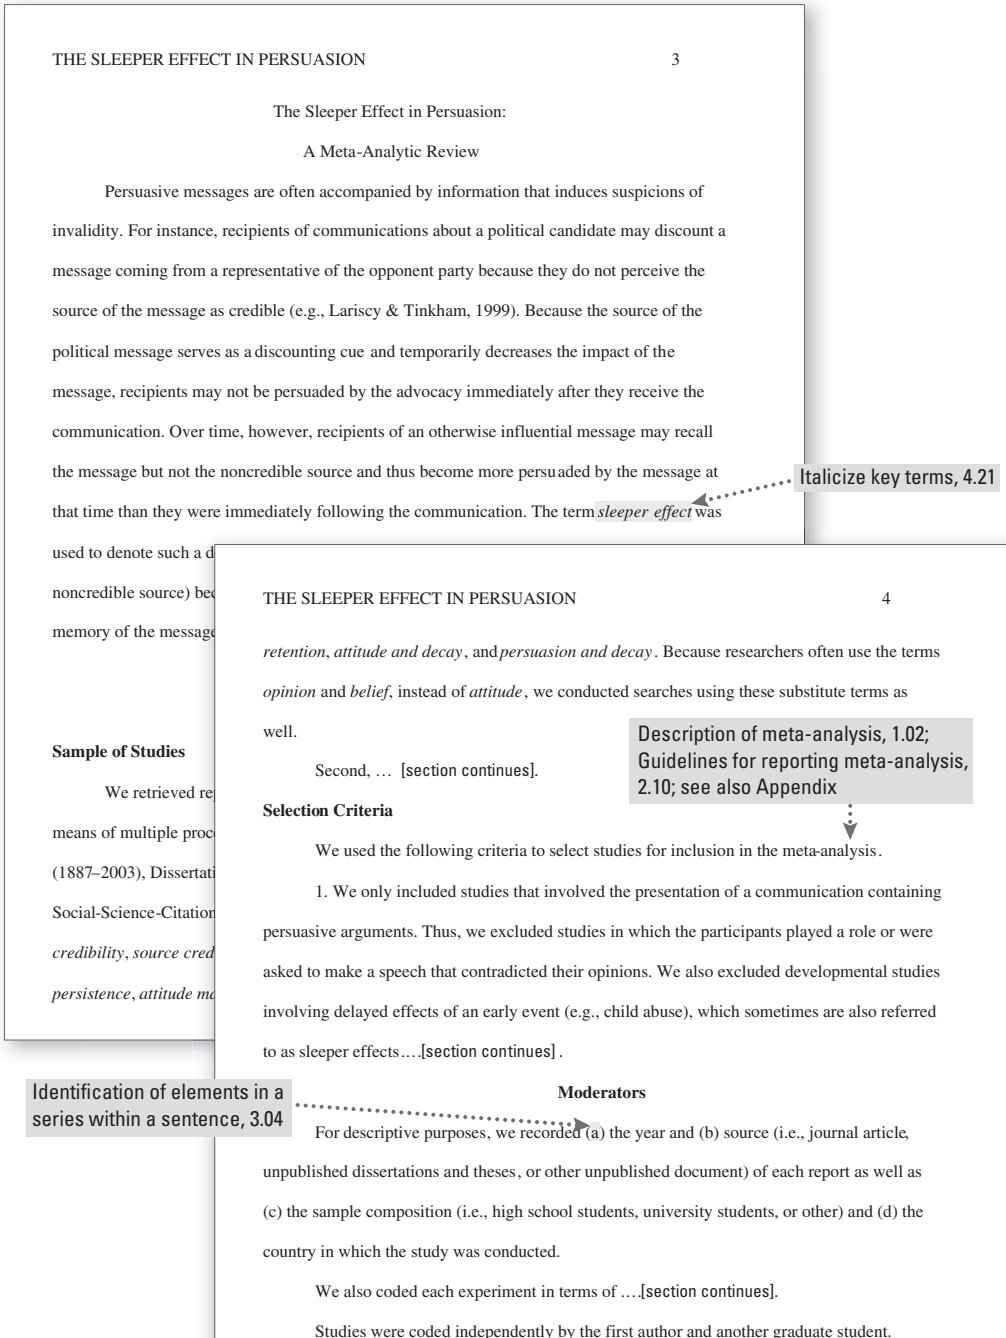 THE SLEEPER EFFECT IN PERSUASION 3
The Sleeper Effect in Persuasion:
A Meta-Analytic Review
Persuasive messages are often accompanied by information that induces suspicions of
invalidity. For instance, recipients of communications about a political candidate may discount a
message coming from a representative of the opponent party because they do not perceive the
source of the message as credible (e.g., Lariscy & Tinkham, 1999). Because the source of the
political message serves as a discounting cue and temporarily decreases the impact of the
message, recipients may not be persuaded by the advocacy immediately after they receive the
communication. Over time, however, recipients of an otherwise influential message may recall
the message but not the noncredible source and thus become more persuaded by the message at
that time than they were immediately following the communication. The term sleeper effect was
used to denote such a d
noncredible source) bec
memory of the message
Sample of Studies
We retrieved rep
means of multiple proc
(1887–2003), Dissertati
Social-Science-Citation
credibility, source cred
persistence, attitude ma
Italicize key terms, 4.21
THE SLEEPER EFFECT IN PERSUASION 4
retention, attitude and decay, and persuasion and decay. Because researchers often use the terms
opinion and belief, instead of attitude, we conducted searches using these substitute terms as
well.
Second, … [section continues].
Description of meta-analysis, 1.02;
Guidelines for reporting meta-analysis,
2.10; see also Appendix
Selection Criteria
We used the following criteria to select studies for inclusion in the meta-analysis.
1. We only included studies that involved the presentation of a communication containing
persuasive arguments. Thus, we excluded studies in which the participants played a role or were
asked to make a speech that contradicted their opinions. We also excluded developmental studies
involving delayed effects of an early event (e.g., child abuse), which sometimes are also referred
to as sleeper effects….[section continues] .
Identification of elements in a
series within a sentence, 3.04
Moderators
For descriptive purposes, we recorded (a) the year and (b) source (i.e., journal article,
unpublished dissertations and theses, or other unpublished document) of each report as well as
(c) the sample composition (i.e., high school students, university students, or other) and (d) the
country in which the study was conducted.
We also coded each experiment in terms of ….[section continues].
Studies were coded independently by the first author and another graduate student.